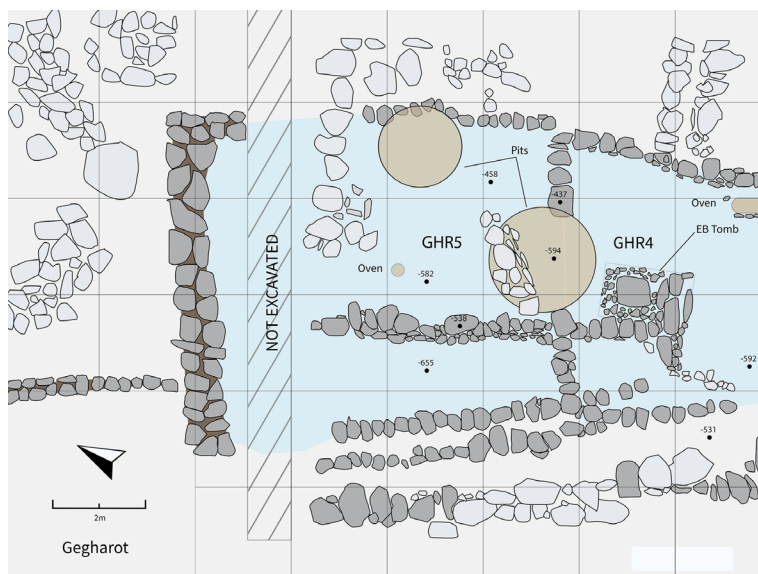 Pits
-458
-437
Oven
EB Tomb
GHR5
GHR4
-594
Oven
-582
NOT EXCAVATED
-538
-655
-592
-531
2m
Gegharot